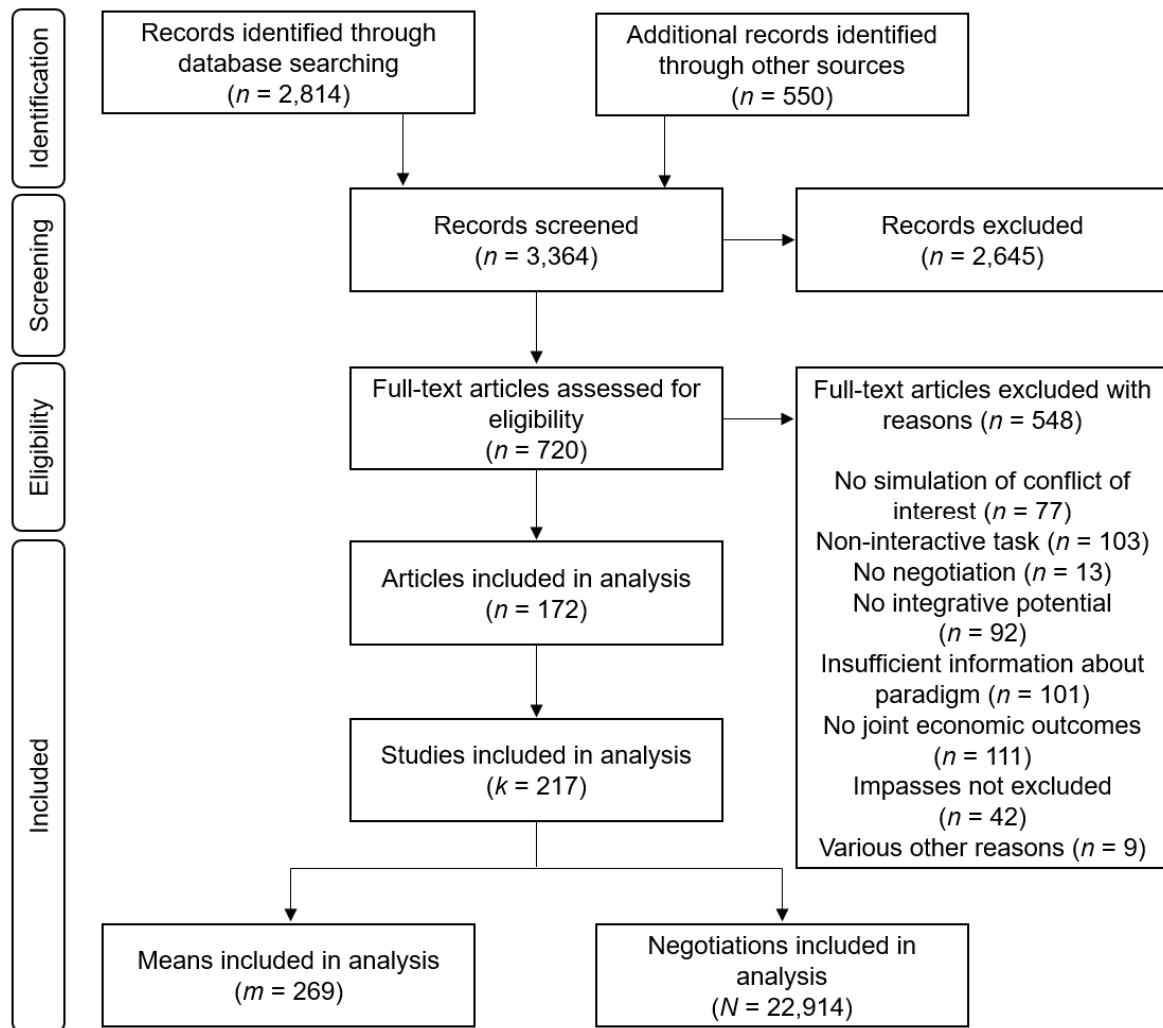 Identification
Records identified through
database searching
(n = 2,814)
Additional records identified
through other sources
(n = 550)
Screening
Records screened
(n = 3,364)
Records excluded
(n = 2,645)
Eligibility
Full-text articles assessed for
eligibility
(n = 720)
Full-text articles excluded with
reasons (n = 548)
No simulation of conflict of
interest (n = 77)
Non-interactive task (n = 103)
No negotiation (n = 13)
No integrative potential
(n = 92)
Insufficient information about
paradigm (n = 101)
No joint economic outcomes
(n = 111)
Impasses not excluded
(n = 42)
Various other reasons (n = 9)
Included
Articles included in analysis
(n = 172)
Studies included in analysis
(k = 217)
Means included in analysis
(m = 269)
Negotiations included in
analysis
(N = 22,914)